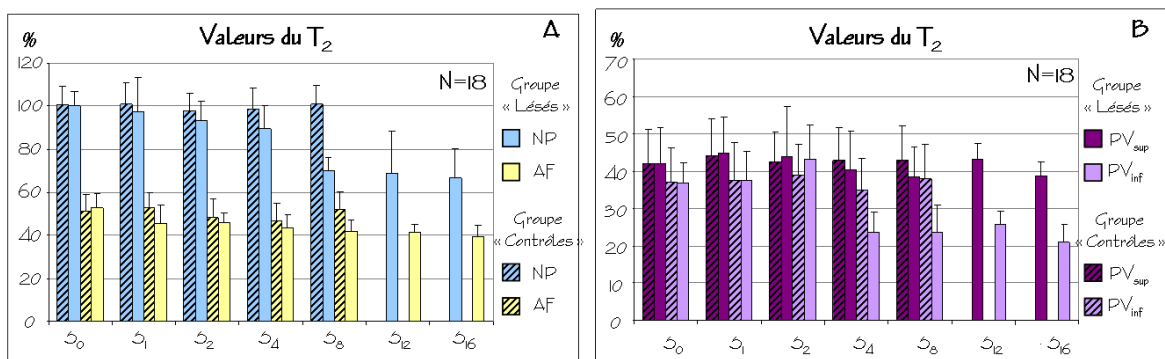 Valeurs du T2
A
%
N=18
120
100
80
60
40
20
0
S0 S1 S2 S4 S8 S12 S16
Groupe
« Lésés »
NP
AF
Groupe
« Contrôles »
NP
AF
Valeurs du T2
B
%
N=18
70
60
50
40
30
20
10
0
S0 S1 S2 S4 S8 S12 S16
Groupe
« Lésés »
PVsup
PVinf
Groupe
« Contrôles »
PVsup
PVinf